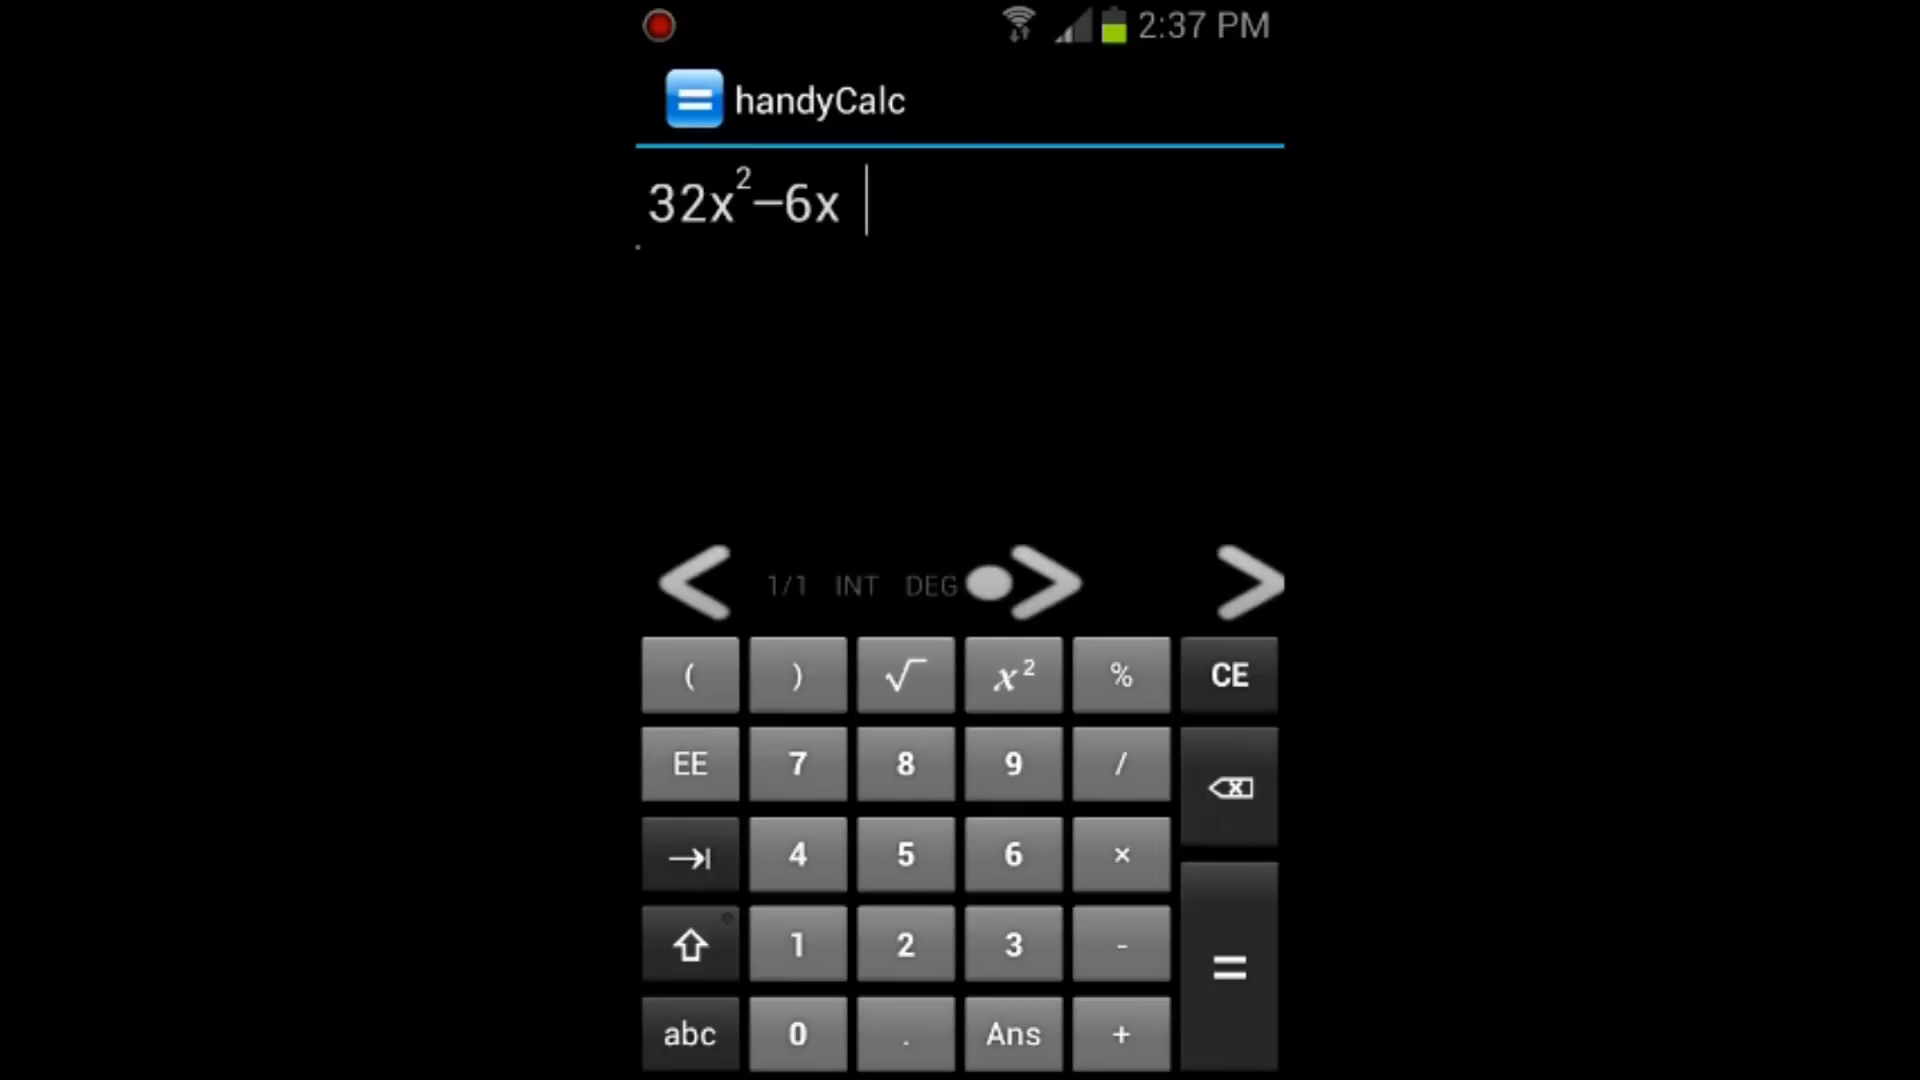 2:37 PM
handyCalc
32x²–6x
1/1 INT DEG
( ) √ x² % CE
EE 7 8 9 /
4 5 6 ×
1 2 3 - =
abc 0 . Ans +